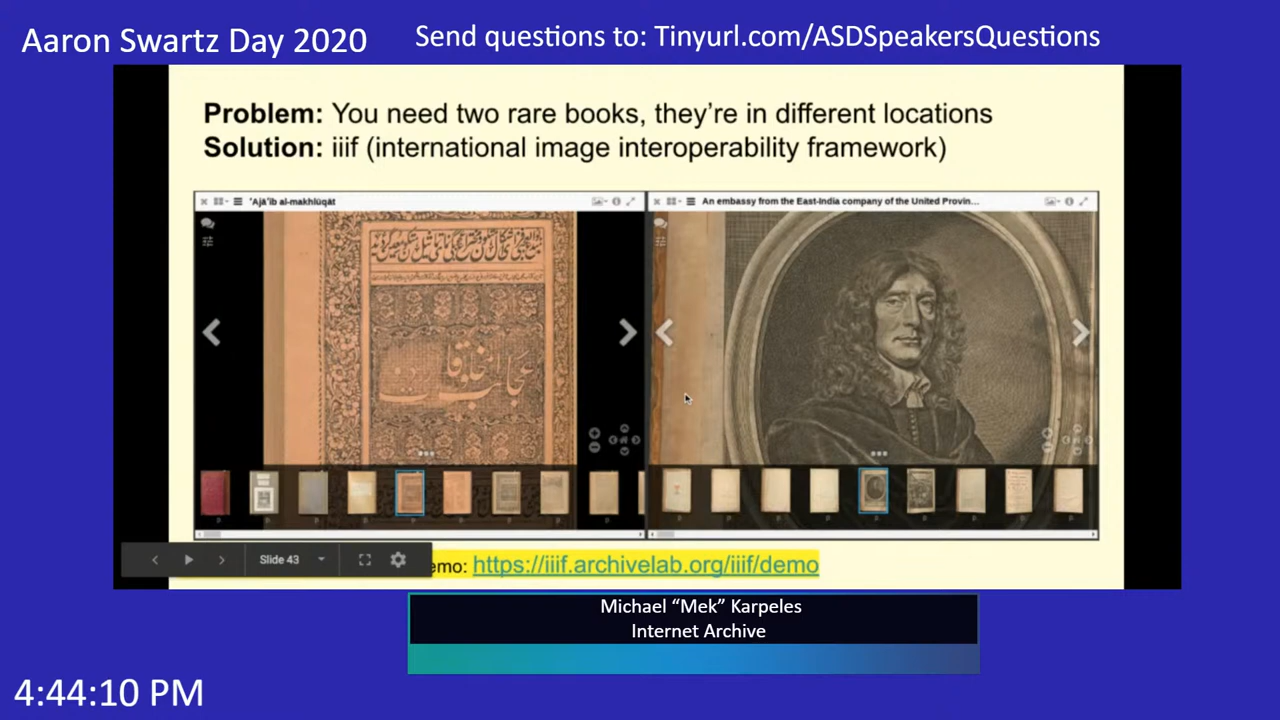 Aaron Swartz Day 2020
Send questions to: Tinyurl.com/ASDSpeakersQuestions
Problem: You need two rare books, they're in different locations
Solution: iiif (international image interoperability framework)
'Ajā'ib al-makhlūqāt
An embassy from the East-India company of the United Provin...
عجائب المخلوقات
Slide 43
emo: https://iiif.archivelab.org/iiif/demo
Michael “Mek” Karpeles
Internet Archive
4:44:10 PM